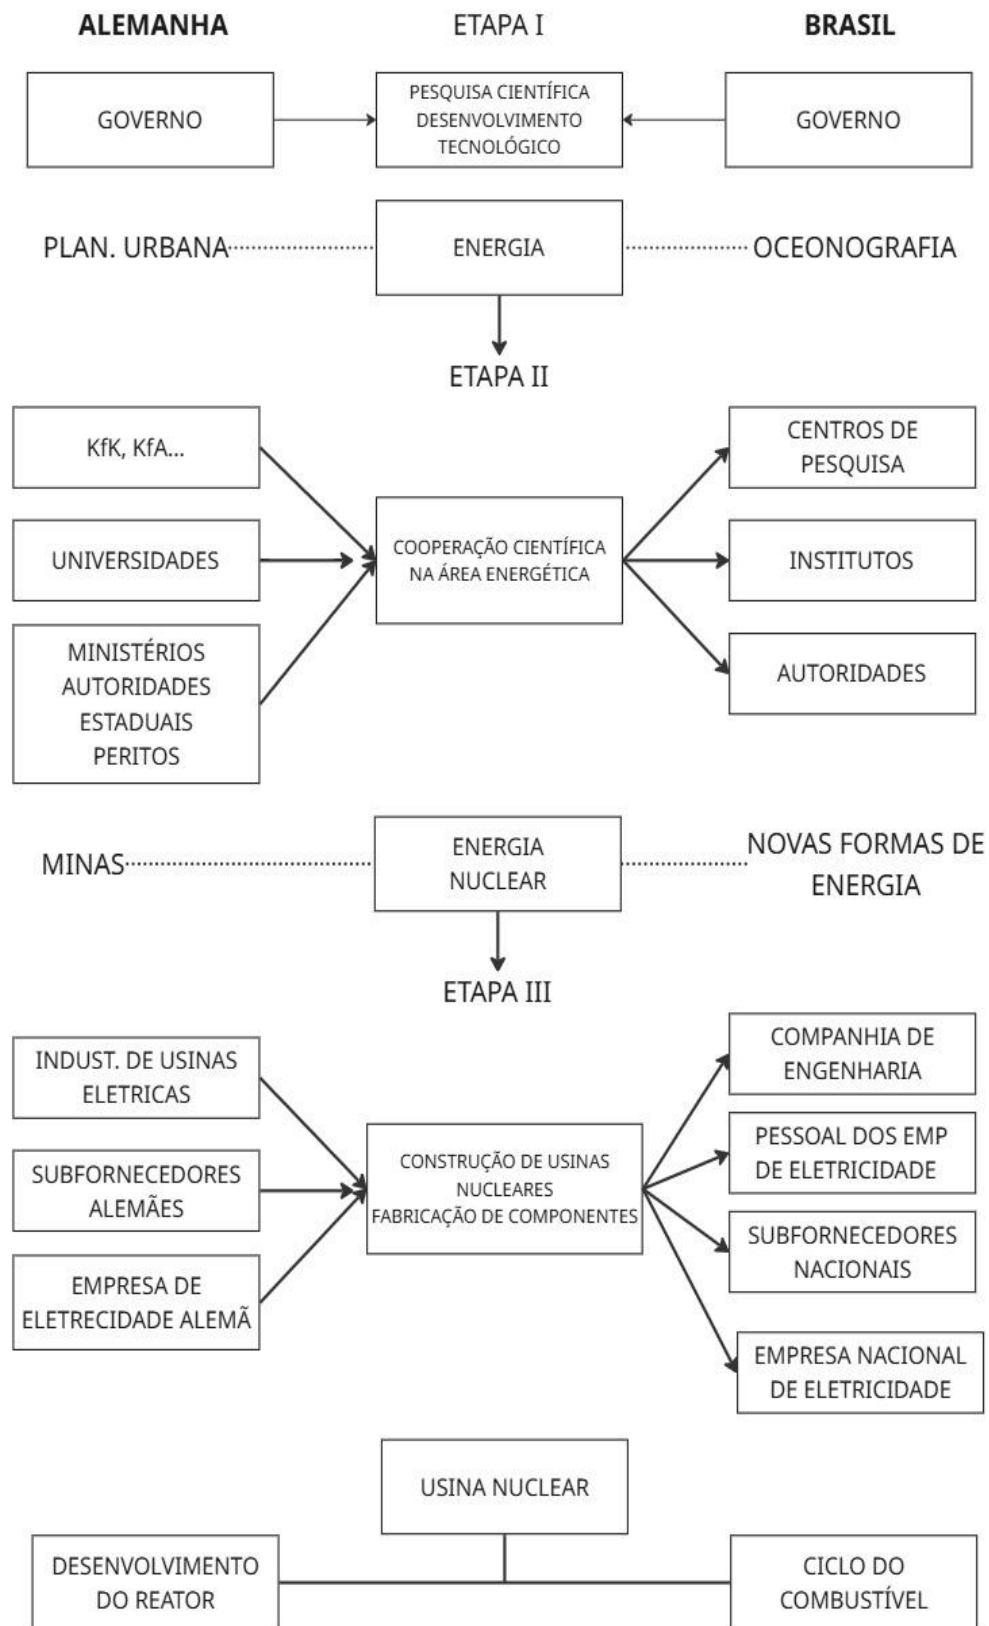 ALEMANHA
ETAPA I
BRASIL
GOVERNO
PESQUISA CIENTÍFICA
DESENVOLVIMENTO
TECNOLÓGICO
GOVERNO
PLAN. URBANA
ENERGIA
OCEONOGRAFIA
ETAPA II
KfK, KfA...
UNIVERSIDADES
MINISTÉRIOS
AUTORIDADES
ESTADUAIS
PERITOS
COOPERAÇÃO CIENTÍFICA
NA ÁREA ENERGÉTICA
CENTROS DE
PESQUISA
INSTITUTOS
AUTORIDADES
MINAS
ENERGIA
NUCLEAR
NOVAS FORMAS DE
ENERGIA
ETAPA III
INDUST. DE USINAS
ELETRICAS
SUBFORNECEDORES
ALEMÃES
EMPRESA DE
ELETRECIDADE ALEMÃ
CONSTRUÇÃO DE USINAS
NUCLEARES
FABRICAÇÃO DE COMPONENTES
COMPANHIA DE
ENGENHARIA
PESSOAL DOS EMP
DE ELETRICIDADE
SUBFORNECEDORES
NACIONAIS
EMPRESA NACIONAL
DE ELETRICIDADE
USINA NUCLEAR
DESENVOLVIMENTO
DO REATOR
CICLO DO
COMBUSTÍVEL